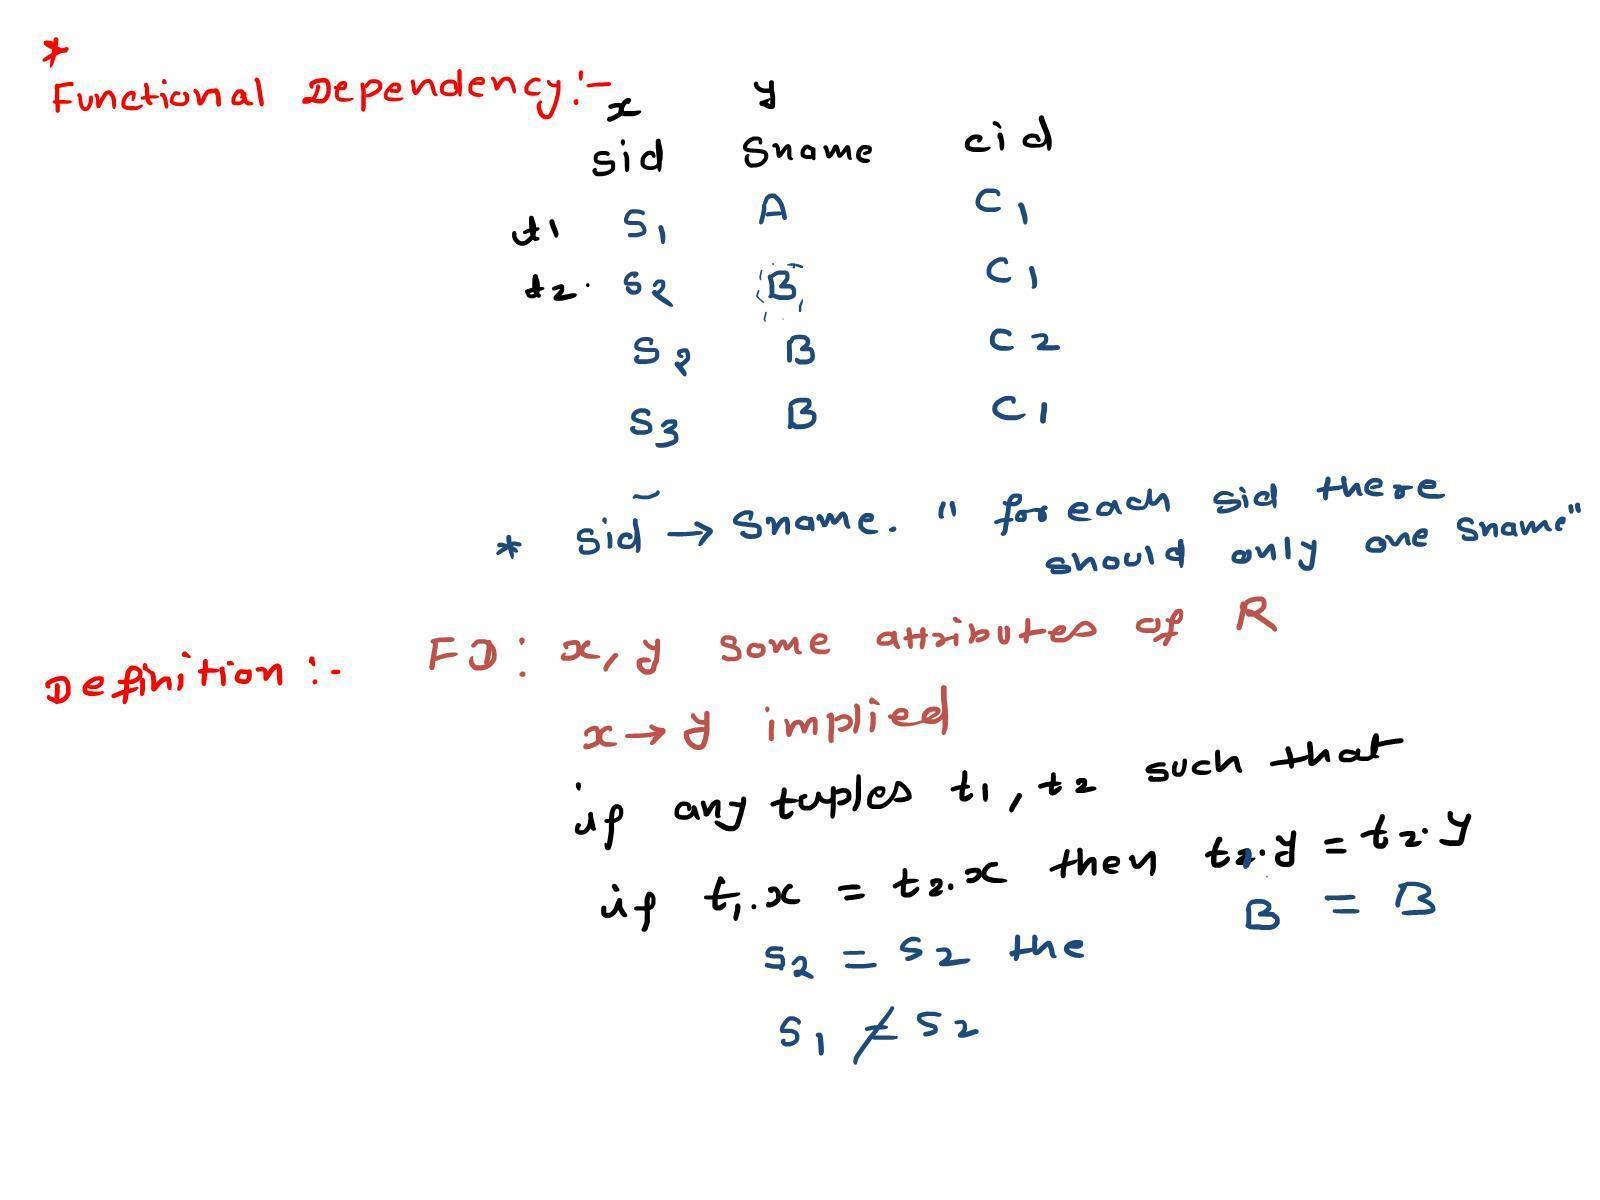 *
Functional Dependency:-
x y
sid Sname cid
t1 S1 A C1
t2. S2 B C1
S2 B C2
S3 B C1
* sid → Sname. "for each sid there
should only one Sname"
Definition:- FD: x, y some attributes of R
x → y implied
if any tuples t1, t2 such that
if t1.x = t2.x then t1.y = t2.y
B = B
S2 = S2 the
S1 ≠ S2